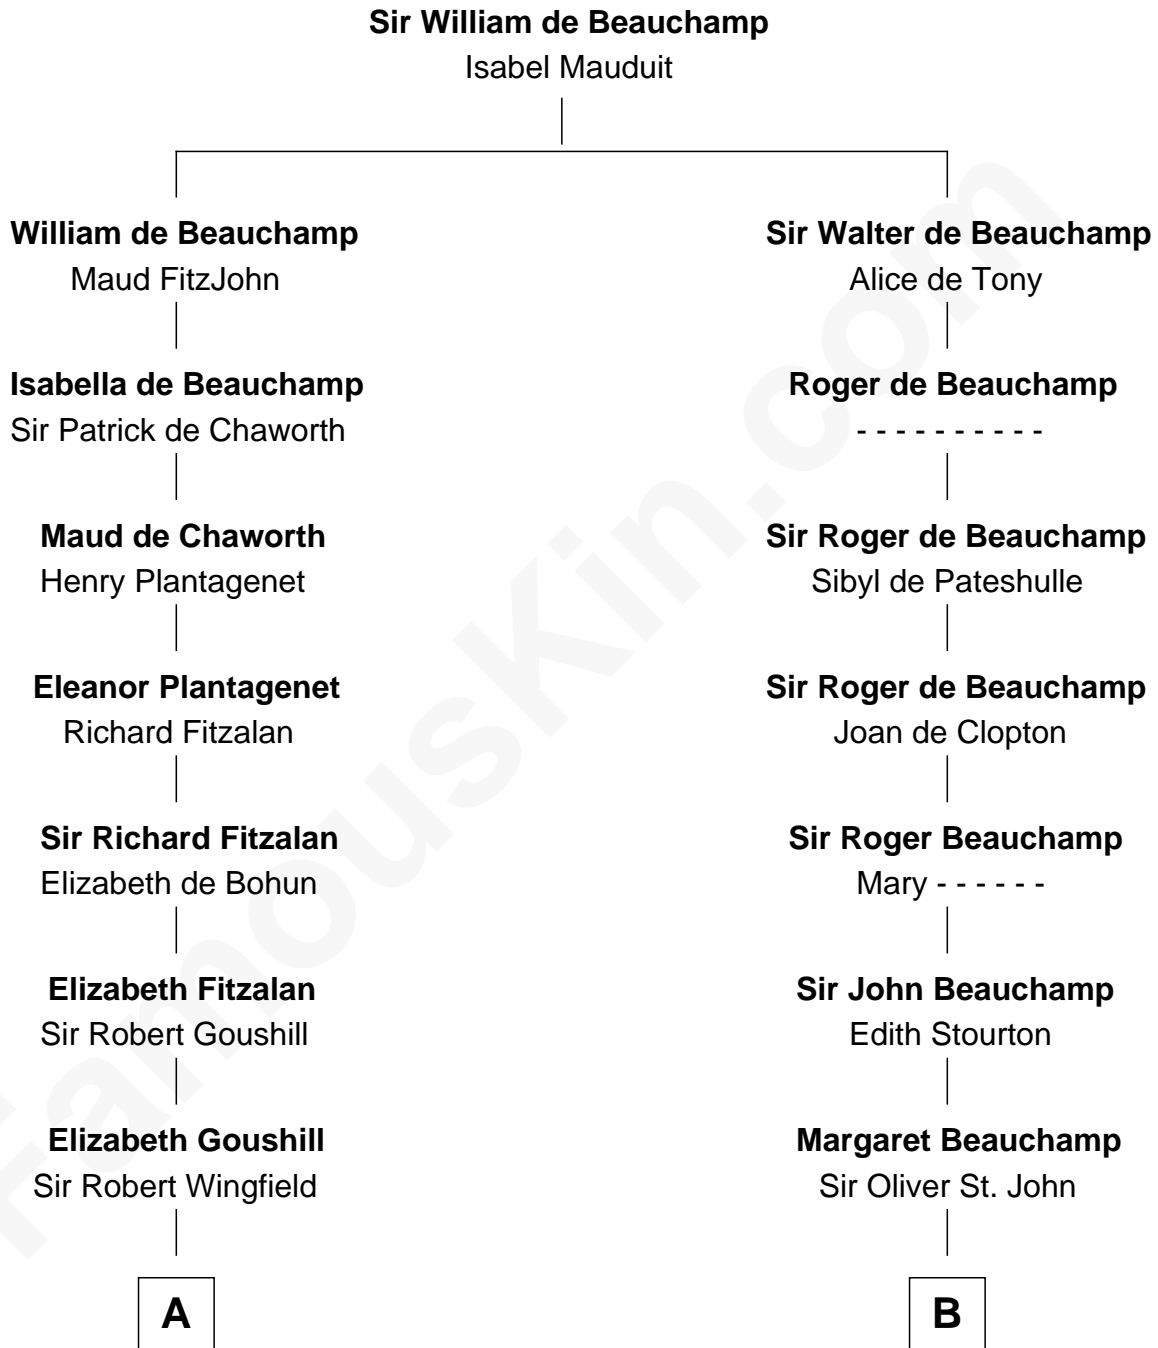 Sir William de Beauchamp
Isabel Mauduit
William de Beauchamp
Maud FitzJohn
Sir Walter de Beauchamp
Alice de Tony
Isabella de Beauchamp
Sir Patrick de Chaworth
Roger de Beauchamp
- - - - - - - - - -
Maud de Chaworth
Henry Plantagenet
Sir Roger de Beauchamp
Sibyl de Pateshulle
Eleanor Plantagenet
Richard Fitzalan
Sir Roger de Beauchamp
Joan de Clopton
Sir Richard Fitzalan
Elizabeth de Bohun
Sir Roger Beauchamp
Mary - - - - - -
Elizabeth Fitzalan
Sir Robert Goushill
Sir John Beauchamp
Edith Stourton
Elizabeth Goushill
Sir Robert Wingfield
Margaret Beauchamp
Sir Oliver St. John
A
B
FamousKin.com